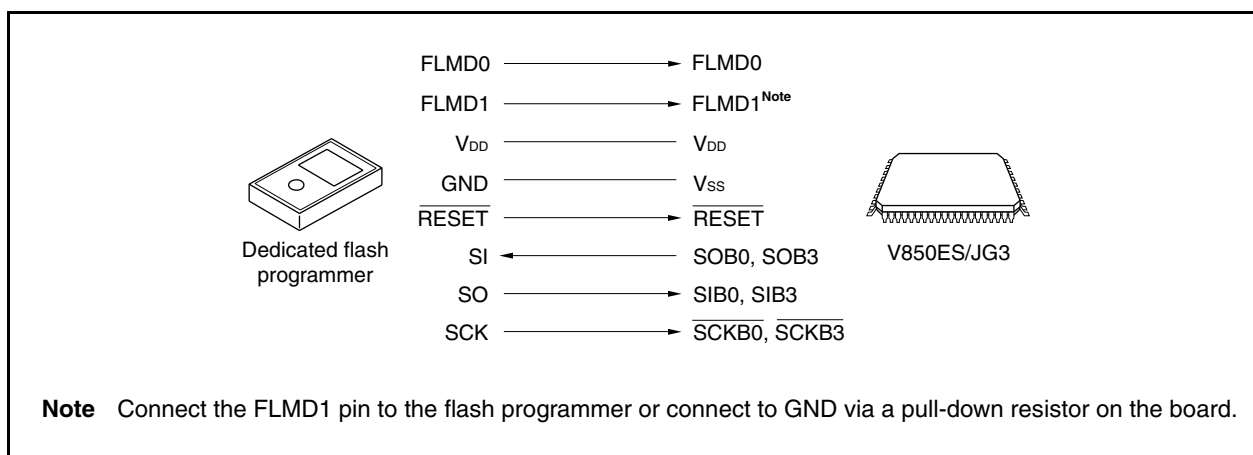 FLMD0 FLMD0
FLMD1 FLMD1Note
VDD VDD
GND VSS
RESET RESET
SI SOB0, SOB3
SO SIB0, SIB3
SCK SCKB0, SCKB3
Dedicated flash
programmer
V850ES/JG3
Note Connect the FLMD1 pin to the flash programmer or connect to GND via a pull-down resistor on the board.